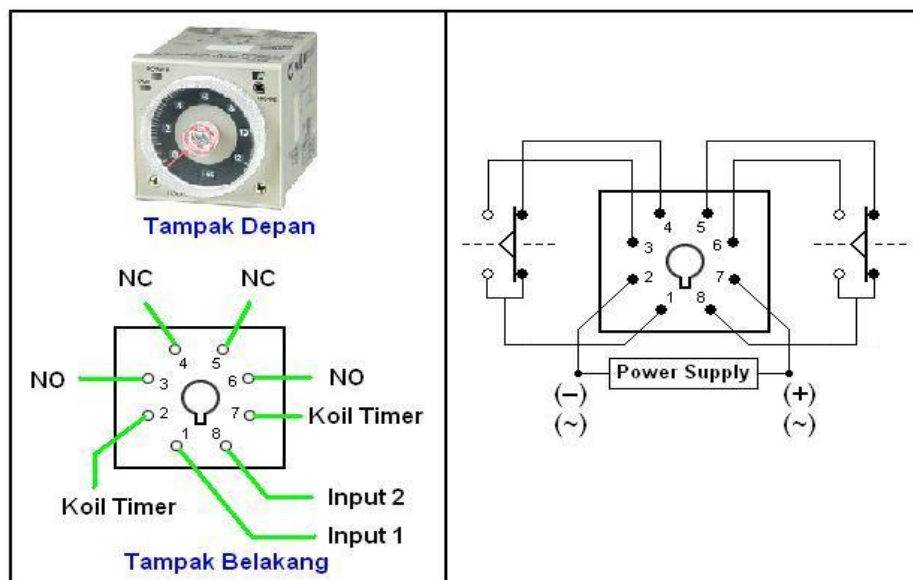 Tampak Depan
NC NC
4 5
NO 3 6 NO
2 7 Koil Timer
1 8
Koil Timer
Input 2
Input 1
Tampak Belakang
4 5
3 6
2 7
1 8
Power Supply
(–) (+)
(~) (~)